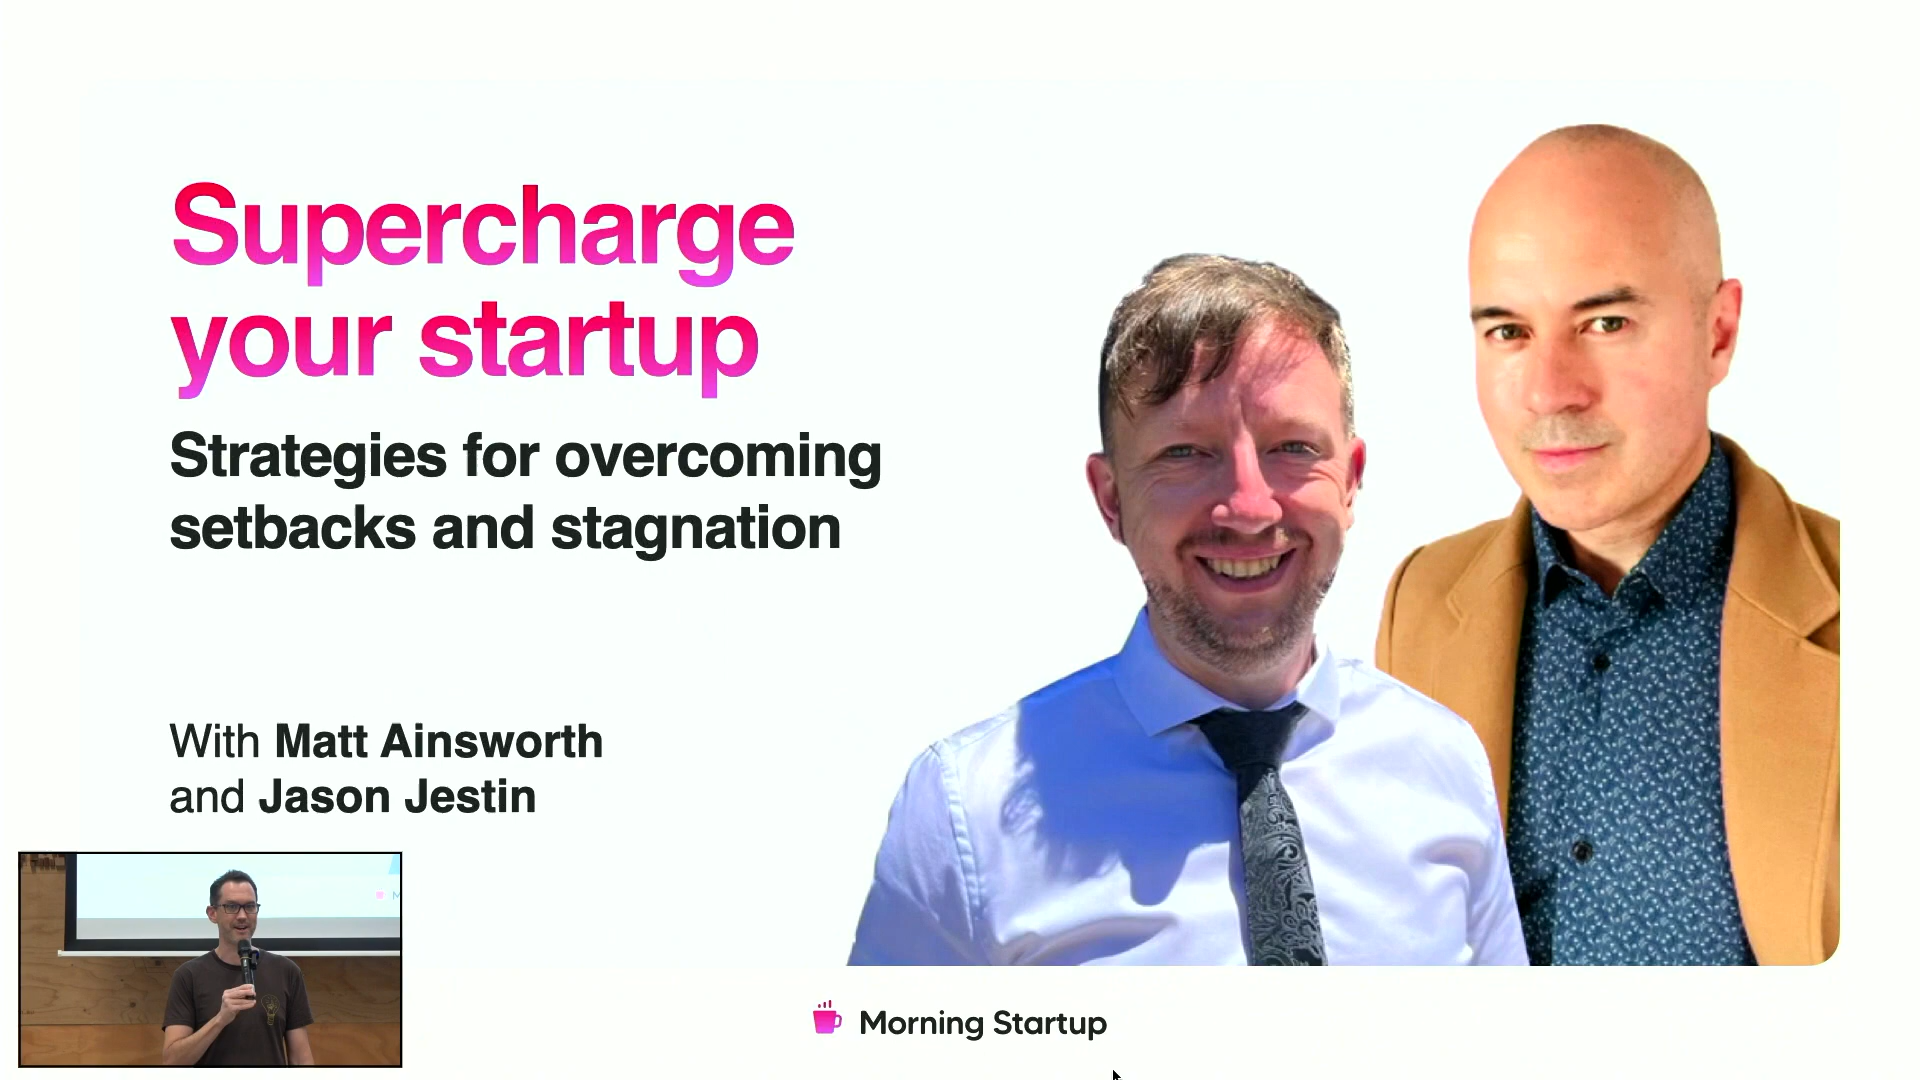 Supercharge
your startup
Strategies for overcoming
setbacks and stagnation
With Matt Ainsworth
and Jason Jestin
Morning Startup